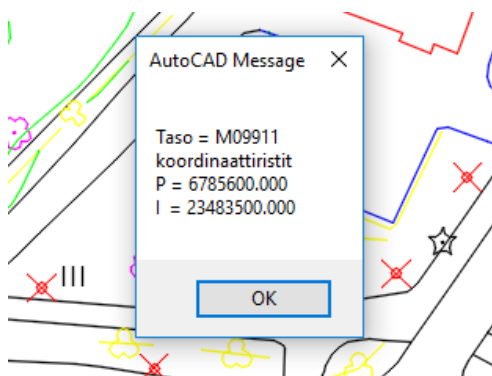 AutoCAD Message
Taso = M09911
koordinaattiristit
P = 6785600.000
I = 23483500.000
III
OK